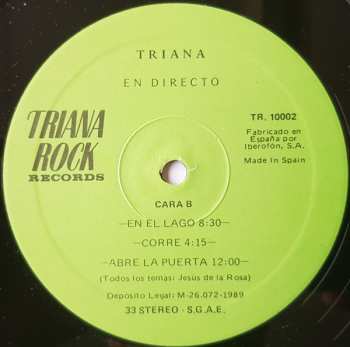 TRIANA
EN DIRECTO
TRIANA
ROCK
RECORDS
TR. 10002
Fabricado en
España por
Iberofón, S.A.
Made in Spain
CARA B
—EN EL LAGO 8:30—
—CORRE 4:15—
—ABRE LA PUERTA 12:00—
(Todos los temas: Jesús de la Rosa)
Depósito Legal: M-26.072-1989
33 STEREO - S.G.A.E.